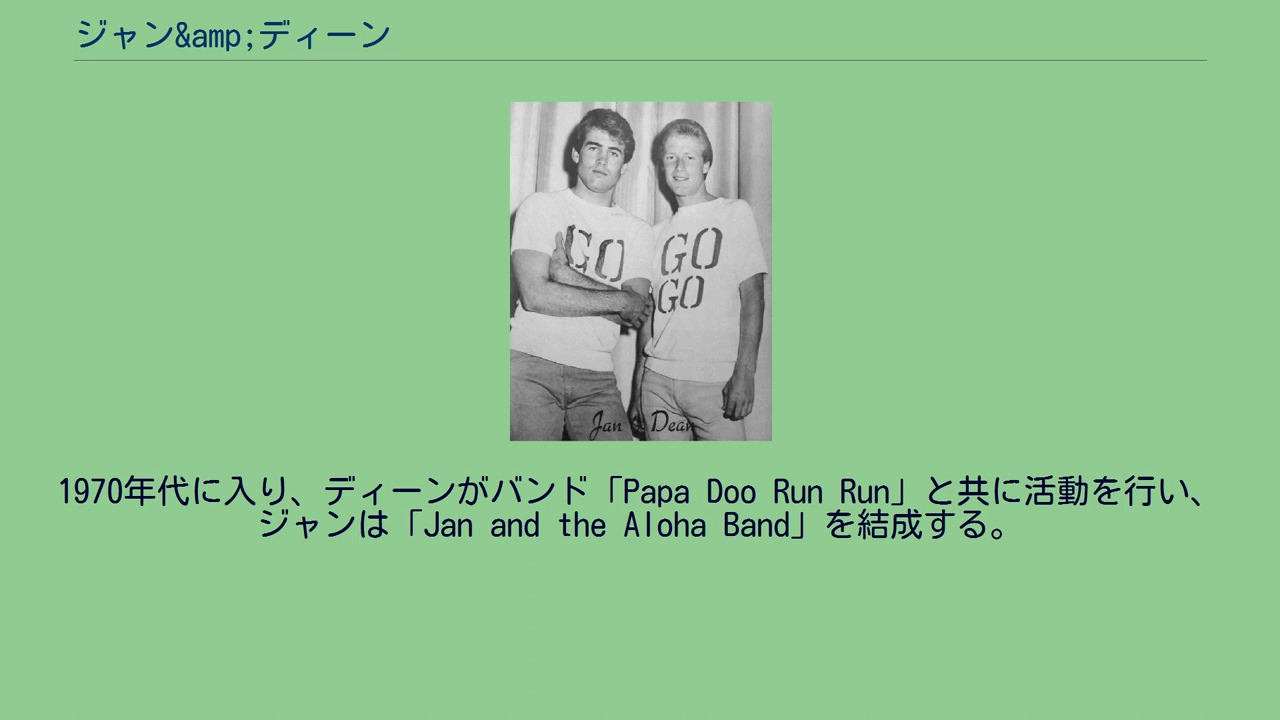 ジャン&amp;ディーン
GO GO
GO
Jan & Dean
1970年代に入り、ディーンがバンド「Papa Doo Run Run」と共に活動を行い、
ジャンは「Jan and the Aloha Band」を結成する。